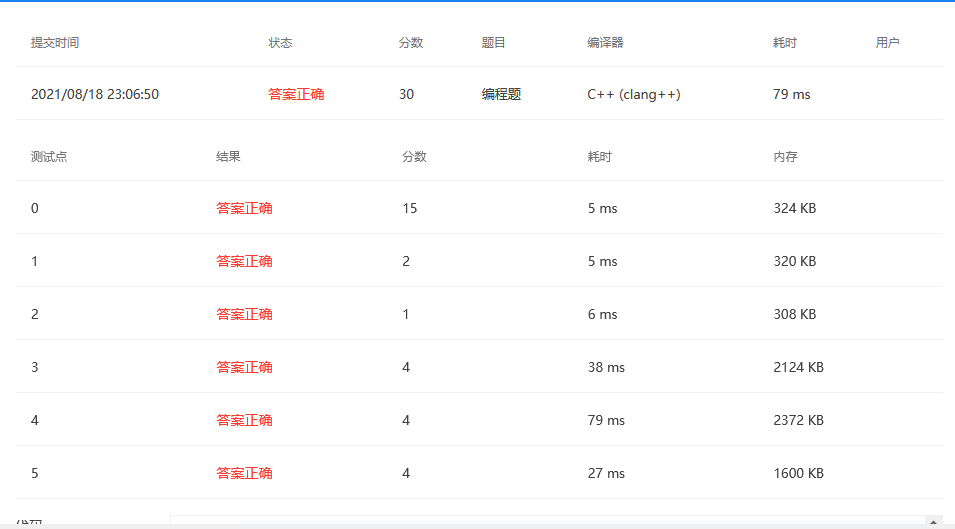 提交时间 状态 分数 题目 编译器 耗时 用户
2021/08/18 23:06:50 答案正确 30 编程题 C++ (clang++) 79 ms
测试点 结果 分数 耗时 内存
0 答案正确 15 5 ms 324 KB
1 答案正确 2 5 ms 320 KB
2 答案正确 1 6 ms 308 KB
3 答案正确 4 38 ms 2124 KB
4 答案正确 4 79 ms 2372 KB
5 答案正确 4 27 ms 1600 KB